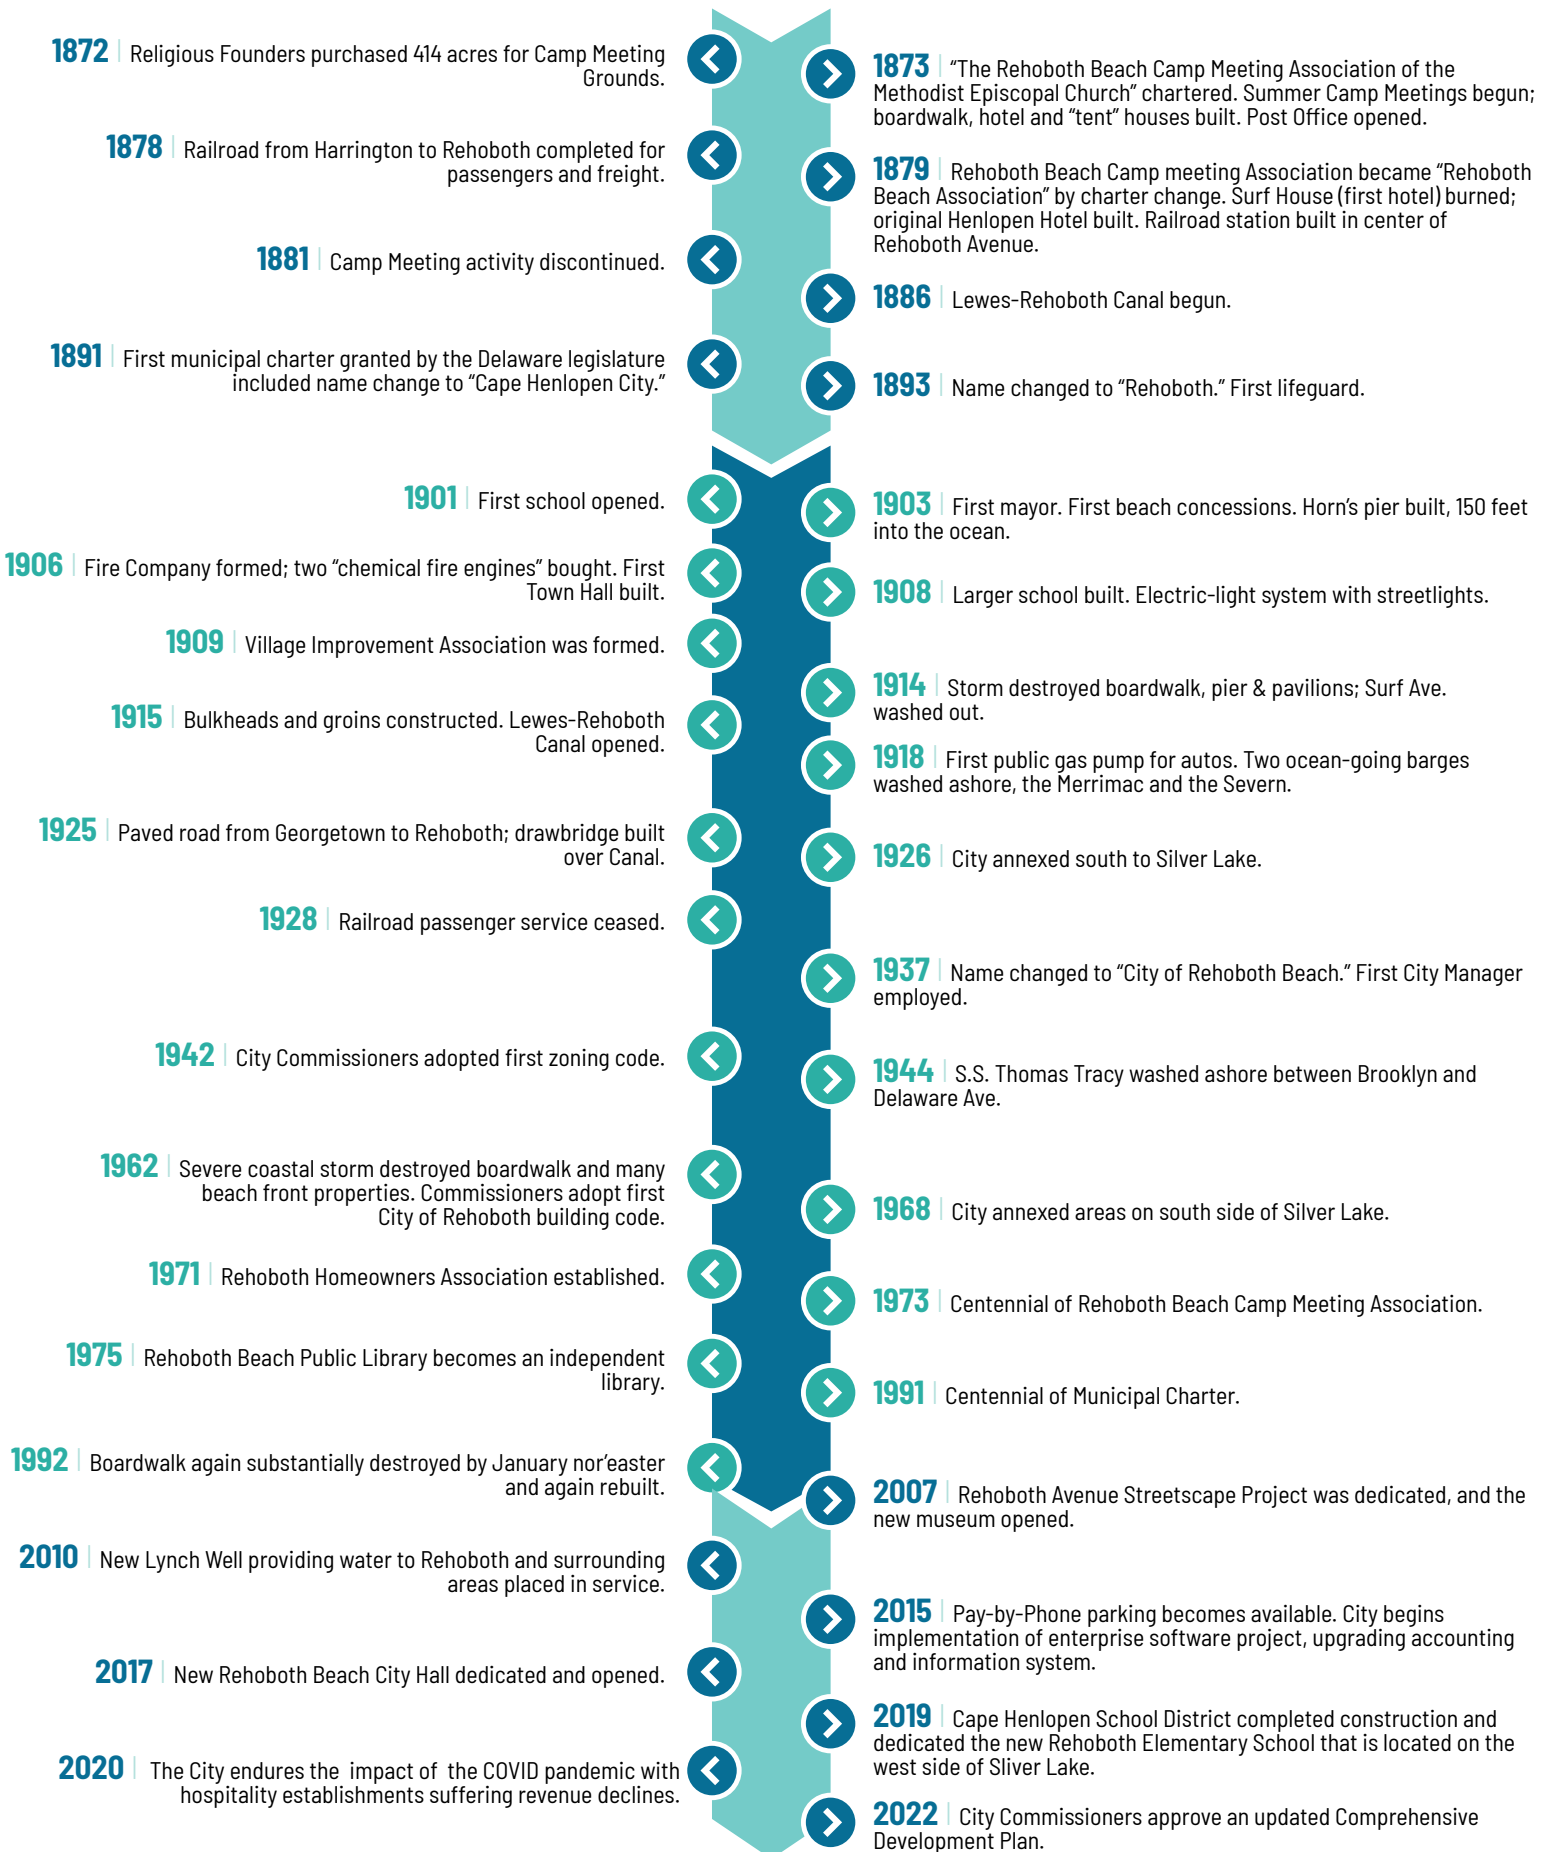 1872 | Religious Founders purchased 414 acres for Camp Meeting
Grounds.
1873 | “The Rehoboth Beach Camp Meeting Association of the
Methodist Episcopal Church” chartered. Summer Camp Meetings begun;
boardwalk, hotel and “tent” houses built. Post Office opened.
1878 | Railroad from Harrington to Rehoboth completed for
passengers and freight.
1879 | Rehoboth Beach Camp meeting Association became “Rehoboth
Beach Association” by charter change. Surf House (first hotel) burned;
original Henlopen Hotel built. Railroad station built in center of
Rehoboth Avenue.
1881 | Camp Meeting activity discontinued.
1886 | Lewes-Rehoboth Canal begun.
1891 | First municipal charter granted by the Delaware legislature
included name change to “Cape Henlopen City.”
1893 | Name changed to “Rehoboth.” First lifeguard.
1901 | First school opened.
1903 | First mayor. First beach concessions. Horn’s pier built, 150 feet
into the ocean.
1906 | Fire Company formed; two “chemical fire engines” bought. First
Town Hall built.
1908 | Larger school built. Electric-light system with streetlights.
1909 | Village Improvement Association was formed.
1914 | Storm destroyed boardwalk, pier & pavilions; Surf Ave.
washed out.
1915 | Bulkheads and groins constructed. Lewes-Rehoboth
Canal opened.
1918 | First public gas pump for autos. Two ocean-going barges
washed ashore, the Merrimac and the Severn.
1925 | Paved road from Georgetown to Rehoboth; drawbridge built
over Canal.
1926 | City annexed south to Silver Lake.
1928 | Railroad passenger service ceased.
1937 | Name changed to “City of Rehoboth Beach.” First City Manager
employed.
1942 | City Commissioners adopted first zoning code.
1944 | S.S. Thomas Tracy washed ashore between Brooklyn and
Delaware Ave.
1962 | Severe coastal storm destroyed boardwalk and many
beach front properties. Commissioners adopt first
City of Rehoboth building code.
1968 | City annexed areas on south side of Silver Lake.
1971 | Rehoboth Homeowners Association established.
1973 | Centennial of Rehoboth Beach Camp Meeting Association.
1975 | Rehoboth Beach Public Library becomes an independent
library.
1991 | Centennial of Municipal Charter.
1992 | Boardwalk again substantially destroyed by January nor’easter
and again rebuilt.
2007 | Rehoboth Avenue Streetscape Project was dedicated, and the
new museum opened.
2010 | New Lynch Well providing water to Rehoboth and surrounding
areas placed in service.
2015 | Pay-by-Phone parking becomes available. City begins
implementation of enterprise software project, upgrading accounting
and information system.
2017 | New Rehoboth Beach City Hall dedicated and opened.
2019 | Cape Henlopen School District completed construction and
dedicated the new Rehoboth Elementary School that is located on the
west side of Sliver Lake.
2020 | The City endures the impact of the COVID pandemic with
hospitality establishments suffering revenue declines.
2022 | City Commissioners approve an updated Comprehensive
Development Plan.